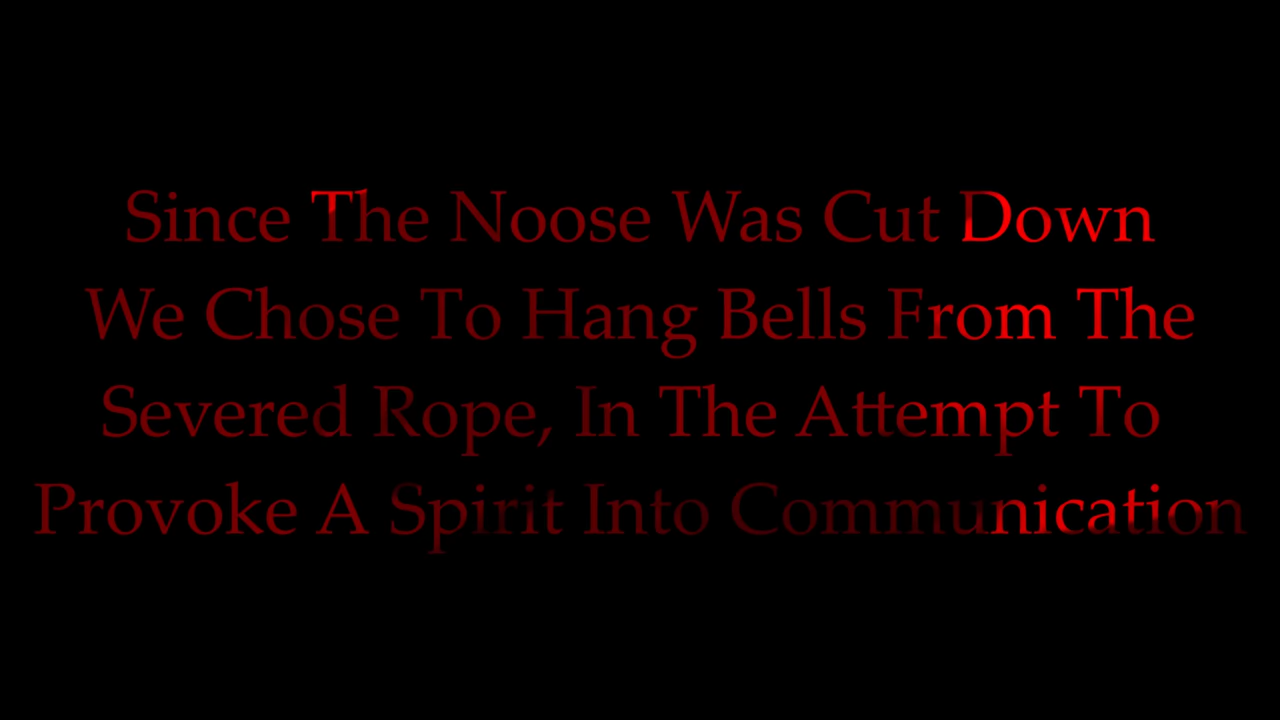 Since The Noose Was Cut Down
We Chose To Hang Bells From The
Severed Rope, In The Attempt To
Provoke A Spirit Into Communication